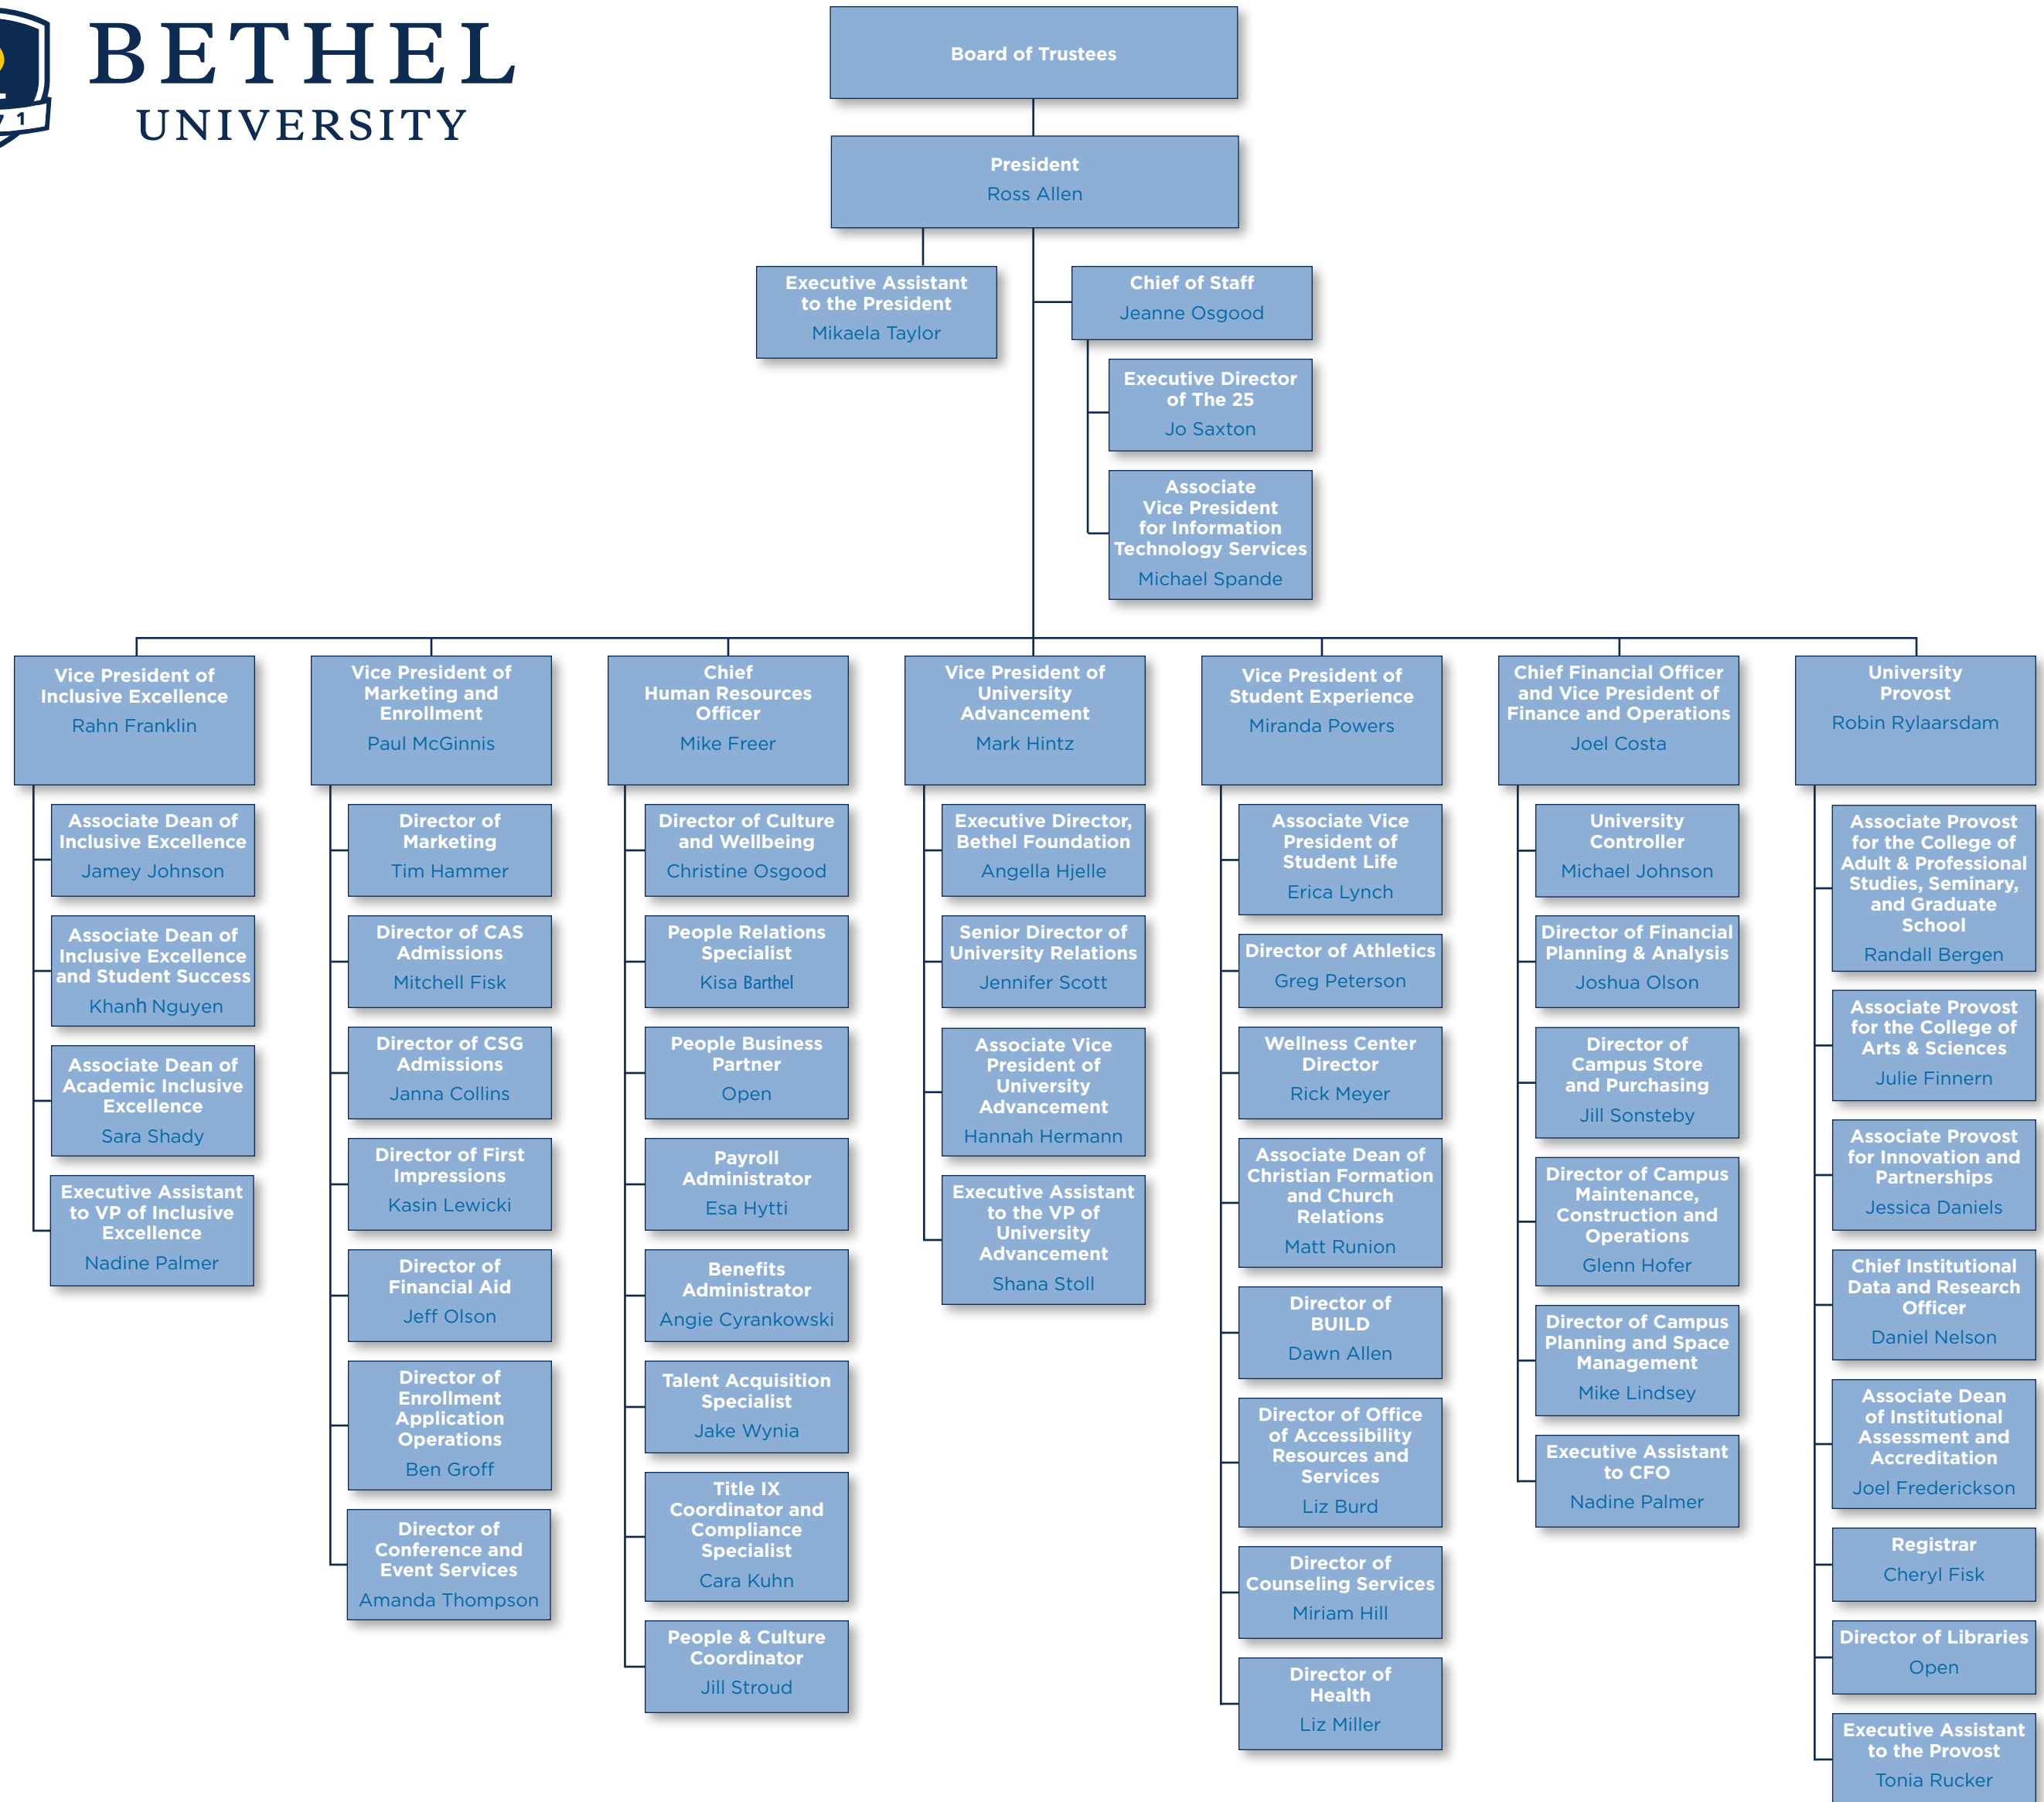 BETHEL
UNIVERSITY
Board of Trustees
President
Ross Allen
Executive Assistant
to the President
Mikaela Taylor
Chief of Staff
Jeanne Osgood
Executive Director
of The 25
Jo Saxton
Associate
Vice President
for Information
Technology Services
Michael Spande
Vice President of
Inclusive Excellence
Rahn Franklin
Associate Dean of
Inclusive Excellence
Jamey Johnson
Associate Dean of
Inclusive Excellence
and Student Success
Khanh Nguyen
Associate Dean of
Academic Inclusive
Excellence
Sara Shady
Executive Assistant
to VP of Inclusive
Excellence
Nadine Palmer
Vice President of
Marketing and
Enrollment
Paul McGinnis
Director of
Marketing
Tim Hammer
Director of CAS
Admissions
Mitchell Fisk
Director of CSG
Admissions
Janna Collins
Director of First
Impressions
Kasin Lewicki
Director of
Financial Aid
Jeff Olson
Director of
Enrollment
Application
Operations
Ben Groff
Director of
Conference and
Event Services
Amanda Thompson
Chief
Human Resources
Officer
Mike Freer
Director of Culture
and Wellbeing
Christine Osgood
People Relations
Specialist
Kisa Barthel
People Business
Partner
Open
Payroll
Administrator
Esa Hytti
Benefits
Administrator
Angie Cyrankowski
Talent Acquisition
Specialist
Jake Wynia
Title IX
Coordinator and
Compliance
Specialist
Cara Kuhn
People & Culture
Coordinator
Jill Stroud
Vice President of
University
Advancement
Mark Hintz
Executive Director,
Bethel Foundation
Angella Hjelle
Senior Director of
University Relations
Jennifer Scott
Associate Vice
President of
University
Advancement
Hannah Hermann
Executive Assistant
to the VP of
University
Advancement
Shana Stoll
Vice President of
Student Experience
Miranda Powers
Associate Vice
President of
Student Life
Erica Lynch
Director of Athletics
Greg Peterson
Wellness Center
Director
Rick Meyer
Associate Dean of
Christian Formation
and Church
Relations
Matt Runion
Director of
BUILD
Dawn Allen
Director of Office
of Accessibility
Resources and
Services
Liz Burd
Director of
Counseling Services
Miriam Hill
Director of
Health
Liz Miller
Chief Financial Officer
and Vice President of
Finance and Operations
Joel Costa
University
Controller
Michael Johnson
Director of Financial
Planning & Analysis
Joshua Olson
Director of
Campus Store
and Purchasing
Jill Sonsteby
Director of Campus
Maintenance,
Construction and
Operations
Glenn Hofer
Director of Campus
Planning and Space
Management
Mike Lindsey
Executive Assistant
to CFO
Nadine Palmer
University
Provost
Robin Rylaarsdam
Associate Provost
for the College of
Adult & Professional
Studies, Seminary,
and Graduate
School
Randall Bergen
Associate Provost
for the College of
Arts & Sciences
Julie Finnern
Associate Provost
for Innovation and
Partnerships
Jessica Daniels
Chief Institutional
Data and Research
Officer
Daniel Nelson
Associate Dean
of Institutional
Assessment and
Accreditation
Joel Frederickson
Registrar
Cheryl Fisk
Director of Libraries
Open
Executive Assistant
to the Provost
Tonia Rucker